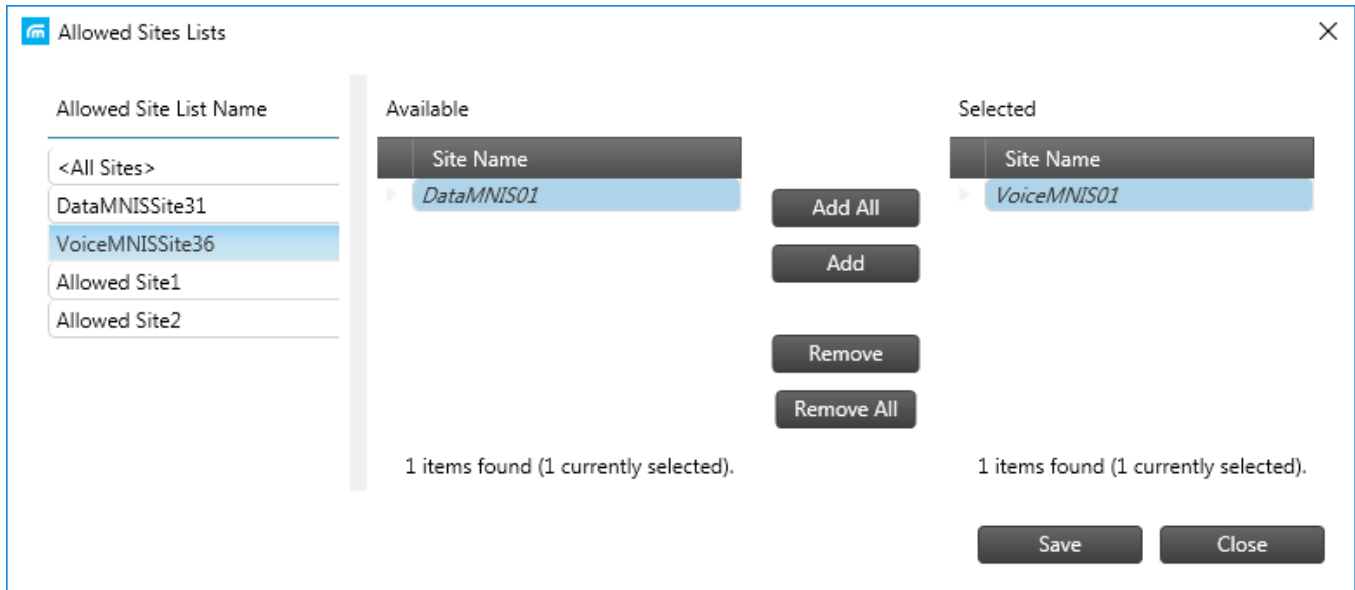 Allowed Sites Lists
Allowed Site List Name
<All Sites>
DataMNISSite31
VoiceMNISSite36
Allowed Site1
Allowed Site2
Available
Site Name
DataMNIS01
1 items found (1 currently selected).
Add All
Add
Remove
Remove All
Selected
Site Name
VoiceMNIS01
1 items found (1 currently selected).
Save
Close